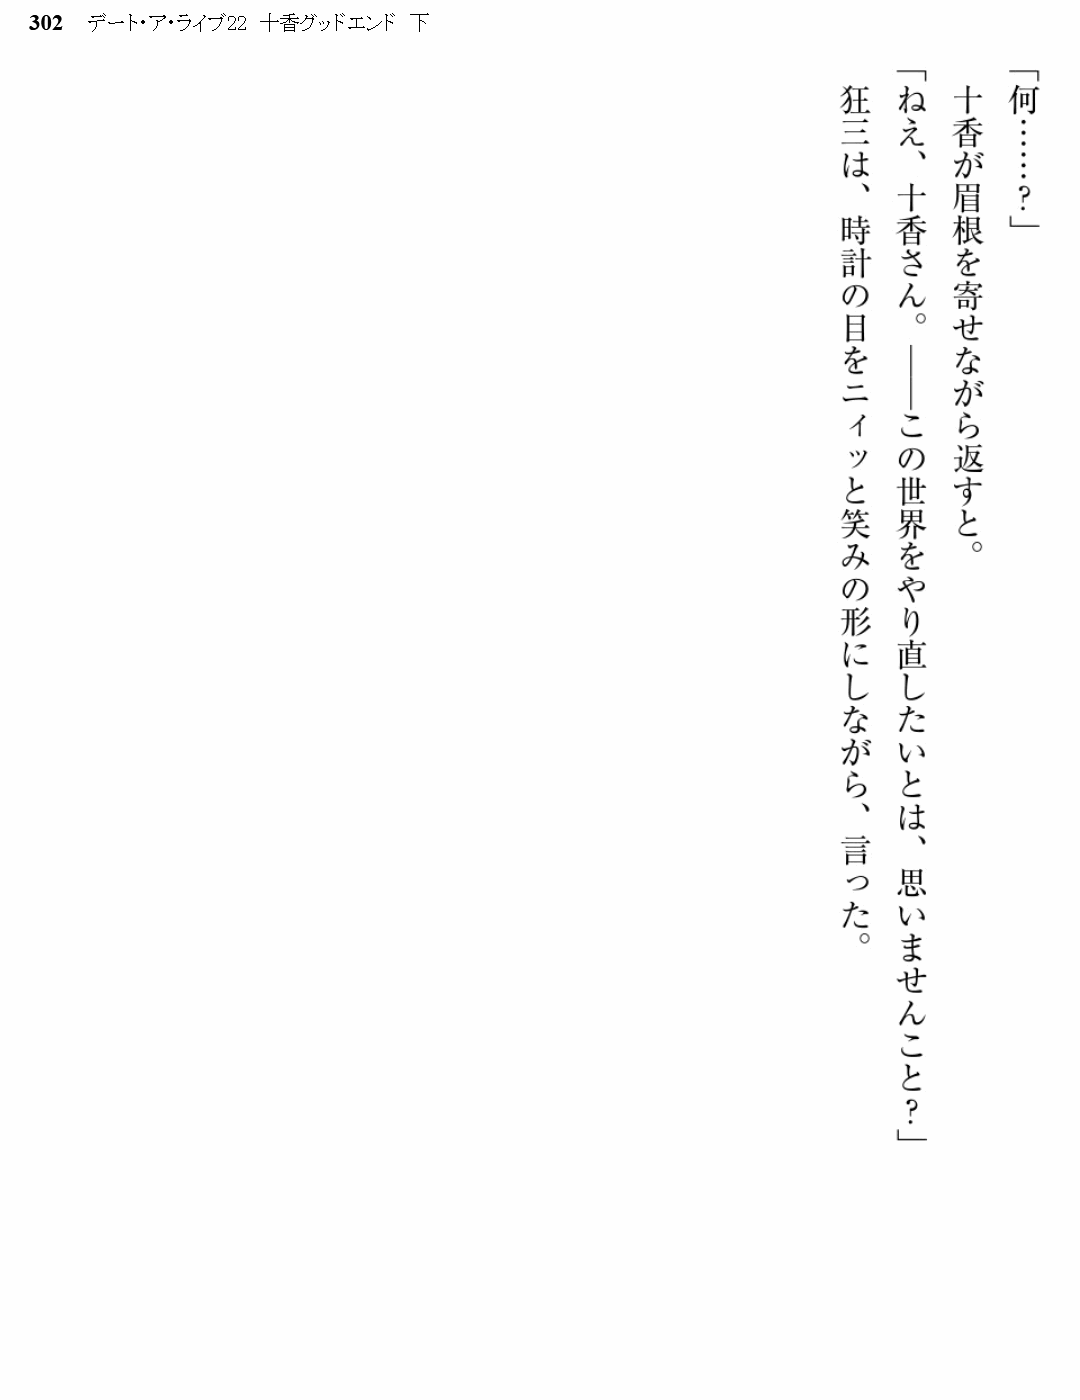 302 デート・ア・ライブ22 十香グッドエンド 下
「何……？」
十香が眉根を寄せながら返すと。
「ねえ、十香さん。――この世界をやり直したいとは、思いませんこと？」
狂三は、時計の目をニィッと笑みの形にしながら、言った。